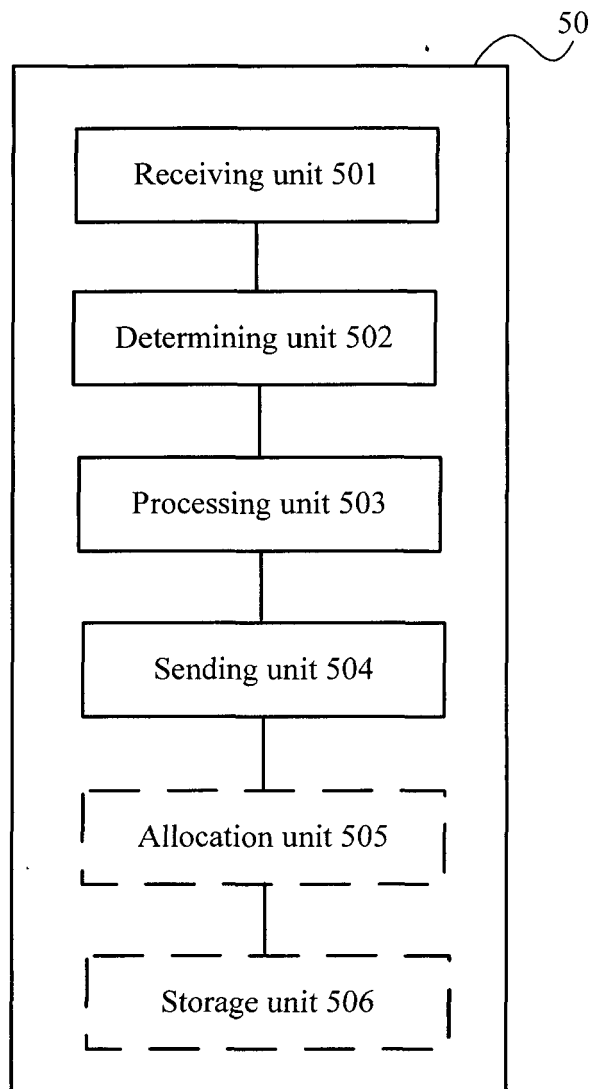 50
Receiving unit 501
Determining unit 502
Processing unit 503
Sending unit 504
Allocation unit 505
Storage unit 506